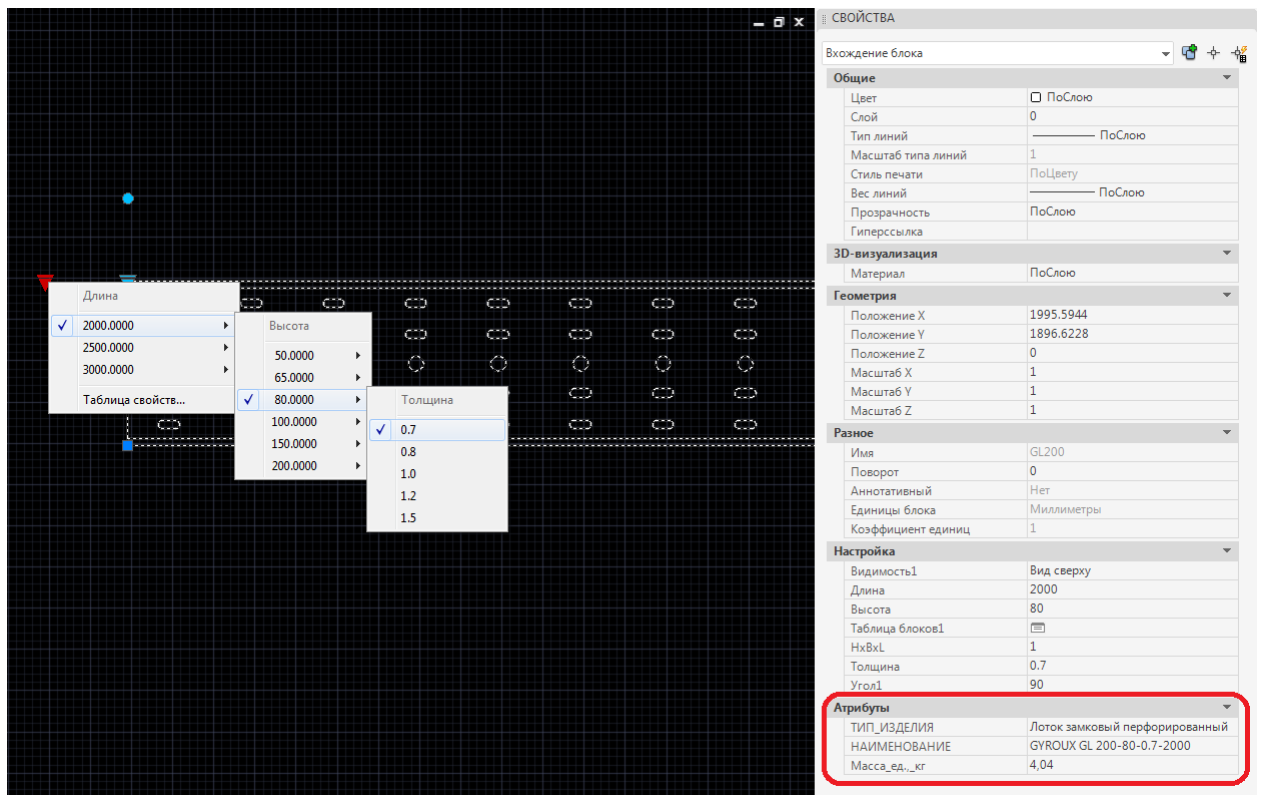 СВОЙСТВА
Вхождение блока
Общие
Цвет ПоСлою
Слой 0
Тип линий ПоСлою
Масштаб типа линий 1
Стиль печати ПоЦвету
Вес линий ПоСлою
Прозрачность ПоСлою
Гиперссылка
3D-визуализация
Материал ПоСлою
Геометрия
Положение X 1995.5944
Положение Y 1896.6228
Положение Z 0
Масштаб X 1
Масштаб Y 1
Масштаб Z 1
Разное
Имя GL200
Поворот 0
Аннотативный Нет
Единицы блока Миллиметры
Коэффициент единиц 1
Настройка
Видимость1 Вид сверху
Длина 2000
Высота 80
Таблица блоков1
HxBxL 1
Толщина 0.7
Угол1 90
Атрибуты
ТИП_ИЗДЕЛИЯ Лоток замковый перфорированный
НАИМЕНОВАНИЕ GYROUX GL 200-80-0.7-2000
Масса_ед.,_кг 4,04
Длина
2000.0000
2500.0000
3000.0000
Таблица свойств...
Высота
50.0000
65.0000
80.0000
100.0000
150.0000
200.0000
Толщина
0.7
0.8
1.0
1.2
1.5